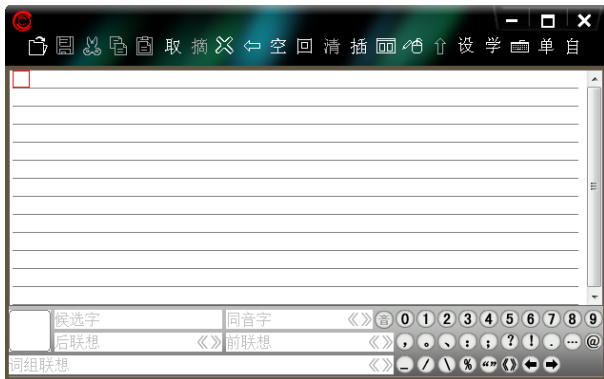 取 摘 空 回 清 插 设 学 单 自
候选字 同音字 《》 音 0 1 2 3 4 5 6 7 8 9
后联想 《》 前联想 《》 , 。 、 : ; ? ! . … @
词组联想 《》 _ / \ % “” 《》